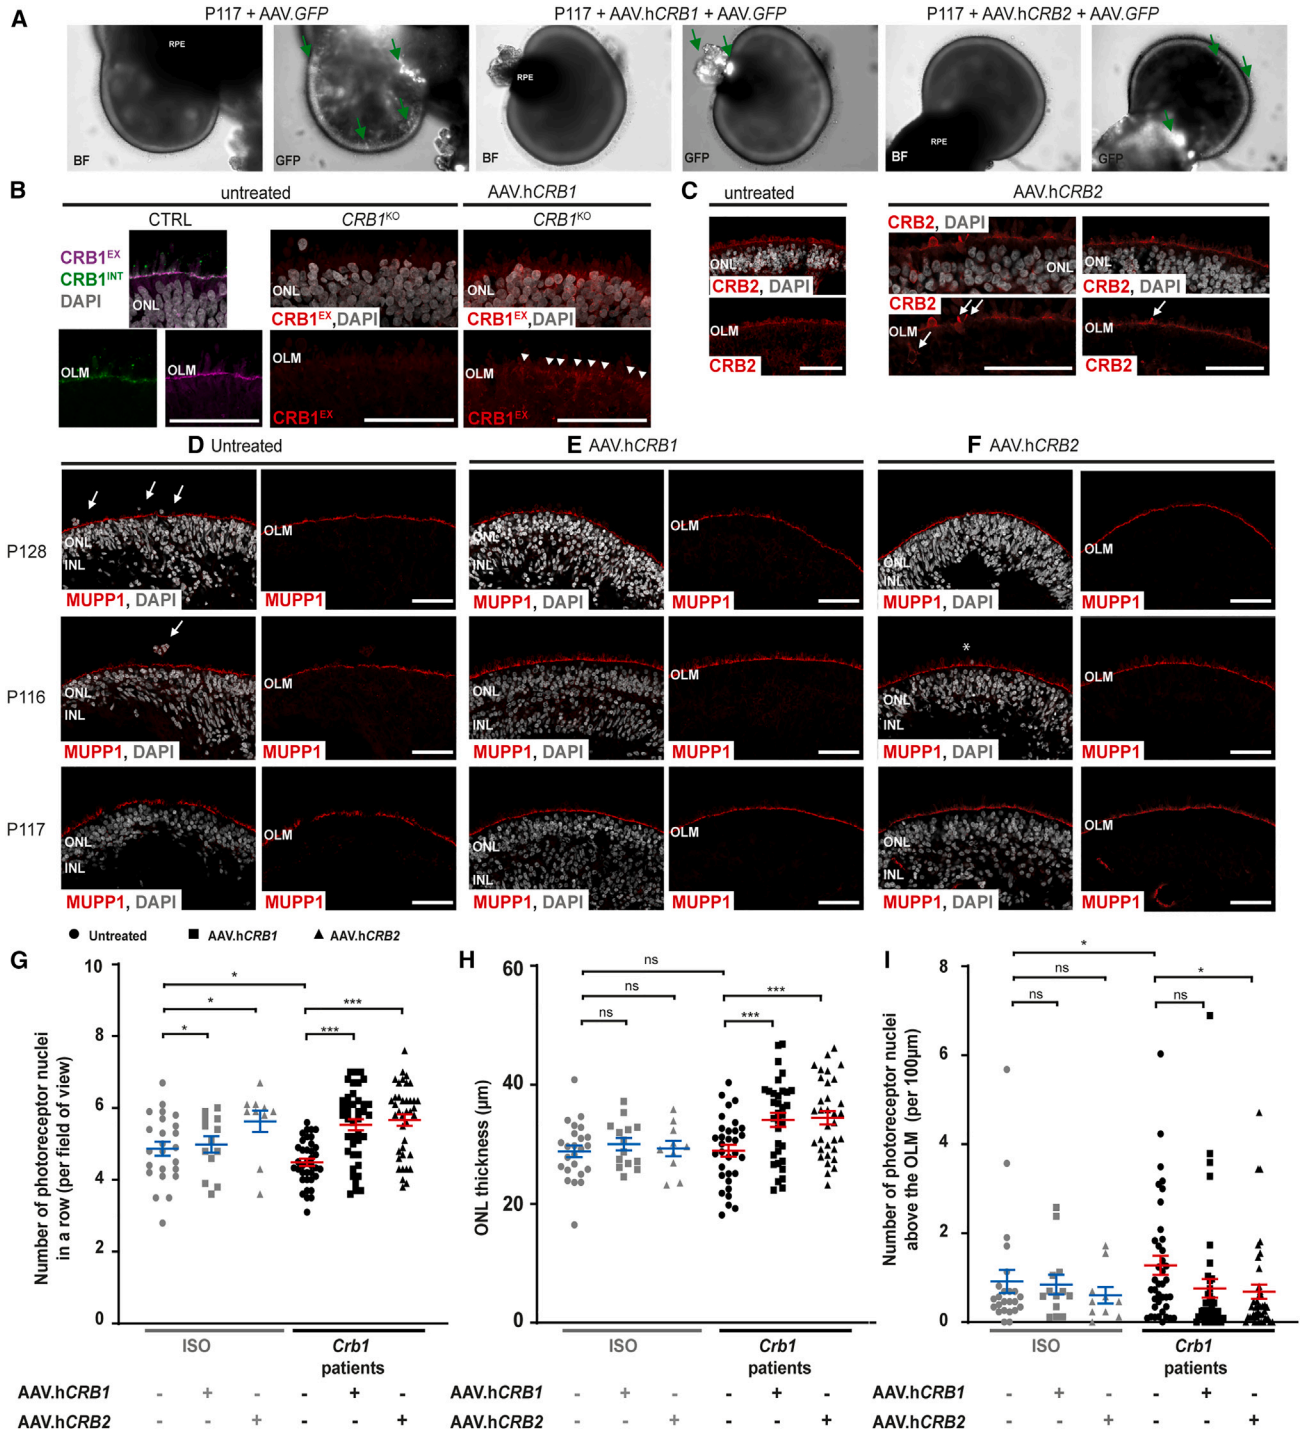 A
P117 + AAV.GFP
P117 + AAV.hCRB1 + AAV.GFP
P117 + AAV.hCRB2 + AAV.GFP
RPE
BF
GFP
RPE
BF
GFP
RPE
BF
GFP
B
untreated
AAV.hCRB1
CTRL
CRB1KO
CRB1KO
CRB1EX
CRB1INT
DAPI
ONL
ONL
CRB1EX,DAPI
ONL
CRB1EX,DAPI
OLM
OLM
OLM
CRB1EX
OLM
CRB1EX
C
untreated
AAV.hCRB2
ONL
CRB2, DAPI
CRB2, DAPI
ONL
CRB2
ONL
CRB2, DAPI
OLM
CRB2
OLM
CRB2
OLM
CRB2
D Untreated
E AAV.hCRB1
F AAV.hCRB2
P128
ONL
INL
MUPP1, DAPI
OLM
MUPP1
ONL
INL
MUPP1, DAPI
OLM
MUPP1
ONL
INL
MUPP1, DAPI
OLM
MUPP1
P116
ONL
INL
MUPP1, DAPI
OLM
MUPP1
ONL
INL
MUPP1, DAPI
OLM
MUPP1
*
ONL
INL
MUPP1, DAPI
OLM
MUPP1
P117
ONL
INL
MUPP1, DAPI
OLM
MUPP1
ONL
INL
MUPP1, DAPI
OLM
MUPP1
ONL
INL
MUPP1, DAPI
OLM
MUPP1
Untreated
AAV.hCRB1
AAV.hCRB2
G
Number of photoreceptor nuclei
in a row (per field of view)
10
8
6
4
2
0
*
*
*
***
***
ISO
Crb1
patients
AAV.hCRB1
- + - - + -
AAV.hCRB2
- - + - - +
H
ONL thickness (µm)
60
40
20
0
ns
ns
ns
***
***
ISO
Crb1
patients
AAV.hCRB1
- + - - + -
AAV.hCRB2
- - + - - +
I
Number of photoreceptor nuclei
above the OLM (per 100µm)
8
6
4
2
0
*
ns
ns
*
ns
ISO
Crb1
patients
AAV.hCRB1
- + - - + -
AAV.hCRB2
- - + - - +